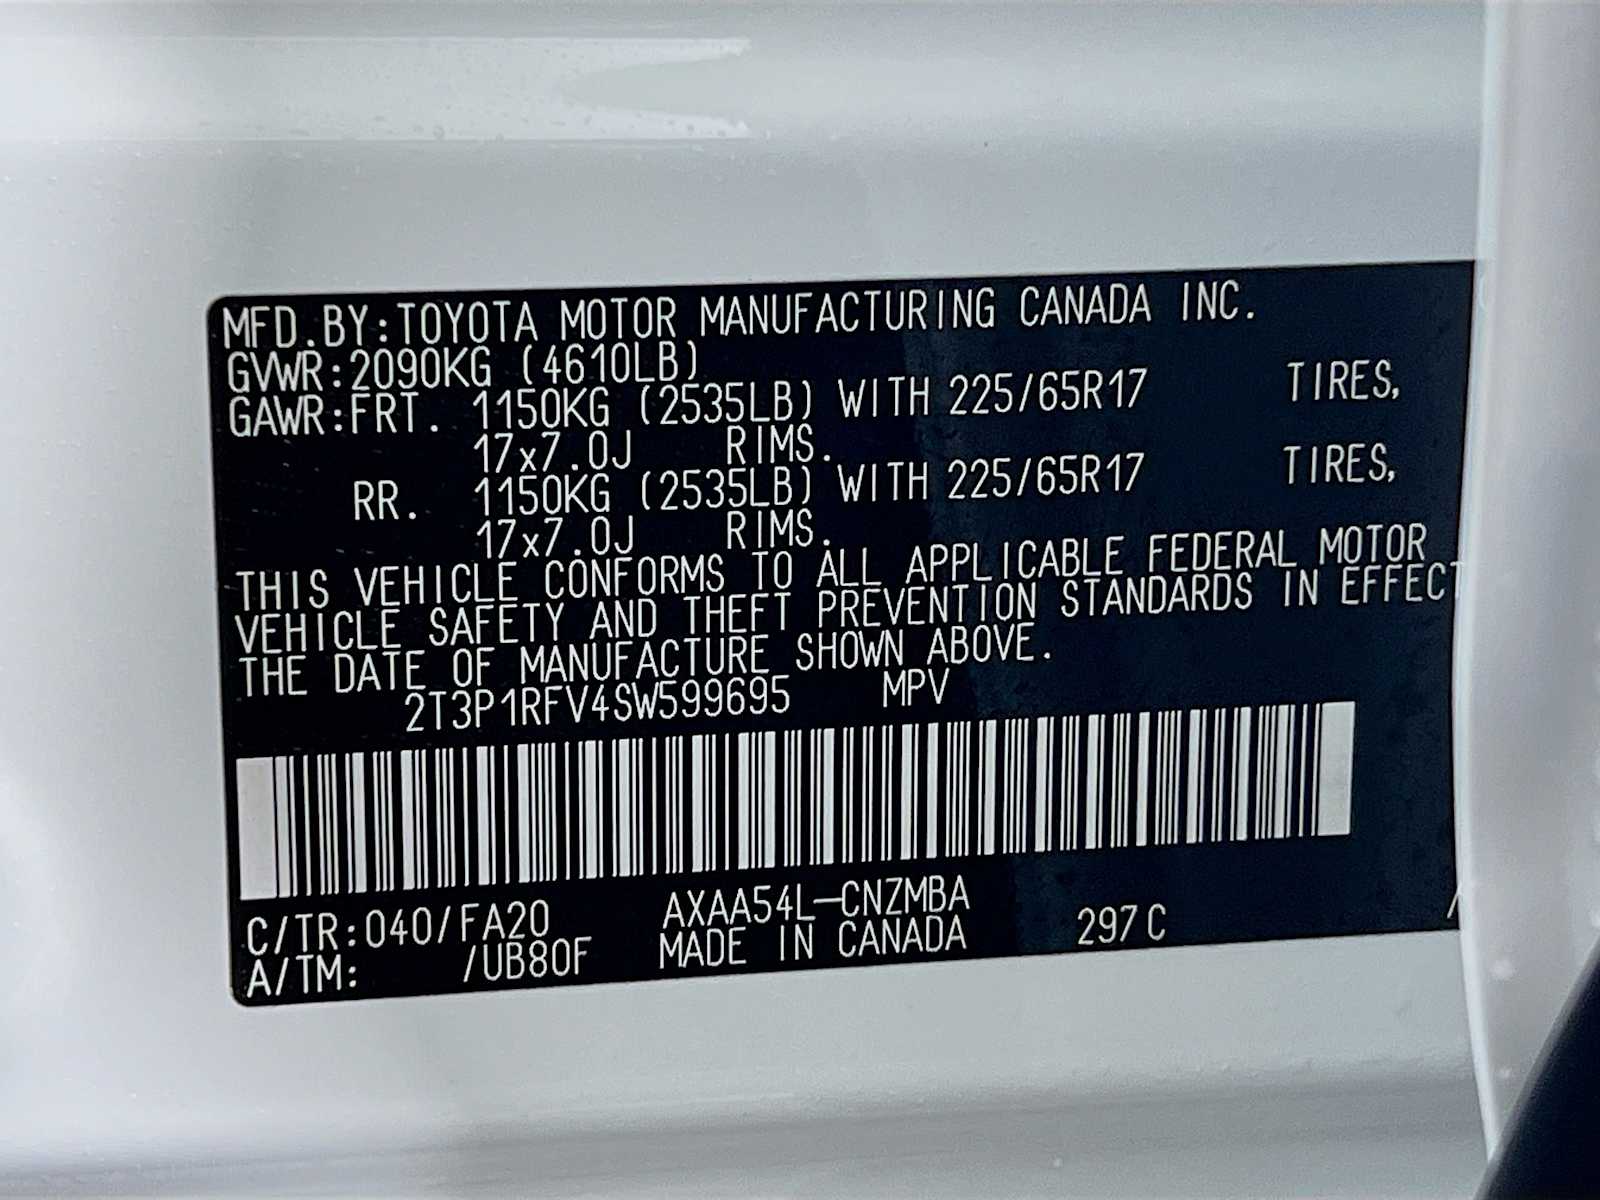 MFD.BY:TOYOTA MOTOR MANUFACTURING CANADA INC.
GVWR:2090KG (4610LB)
GAWR:FRT. 1150KG (2535LB) WITH 225/65R17 TIRES,
17x7.0J RIMS.
RR. 1150KG (2535LB) WITH 225/65R17 TIRES,
17x7.0J RIMS.
THIS VEHICLE CONFORMS TO ALL APPLICABLE FEDERAL MOTOR
VEHICLE SAFETY AND THEFT PREVENTION STANDARDS IN EFFECT
THE DATE OF MANUFACTURE SHOWN ABOVE.
2T3P1RFV4SW599695 MPV
C/TR:040/FA20 AXAA54L-CNZMBA
A/TM: /UB80F MADE IN CANADA 297C /